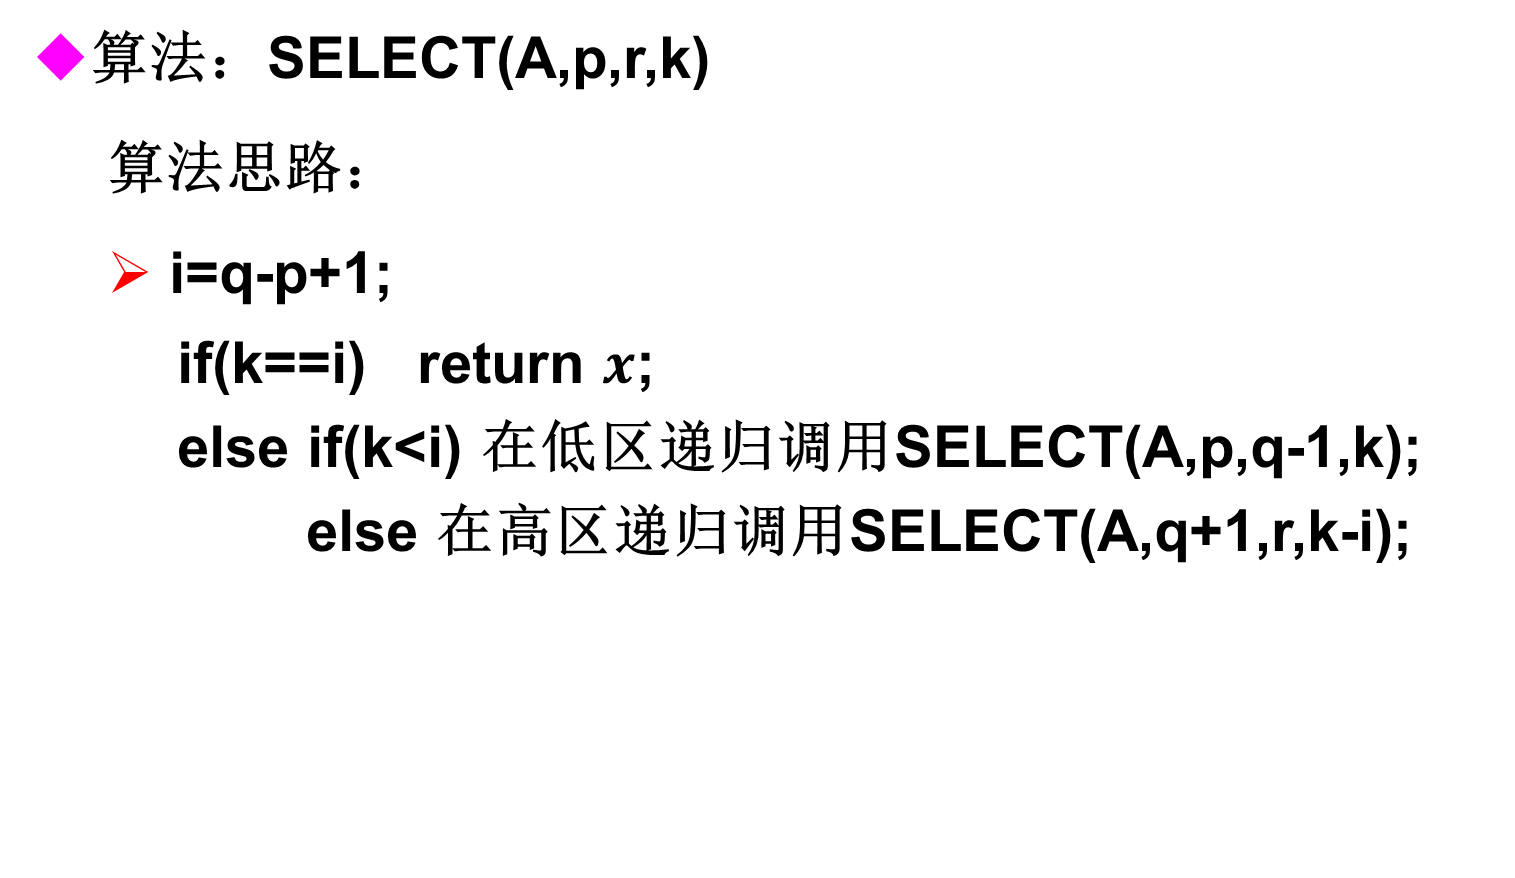 算法：SELECT(A,p,r,k)
算法思路：
i=q-p+1;
if(k==i) return x;
else if(k<i) 在低区递归调用SELECT(A,p,q-1,k);
else 在高区递归调用SELECT(A,q+1,r,k-i);